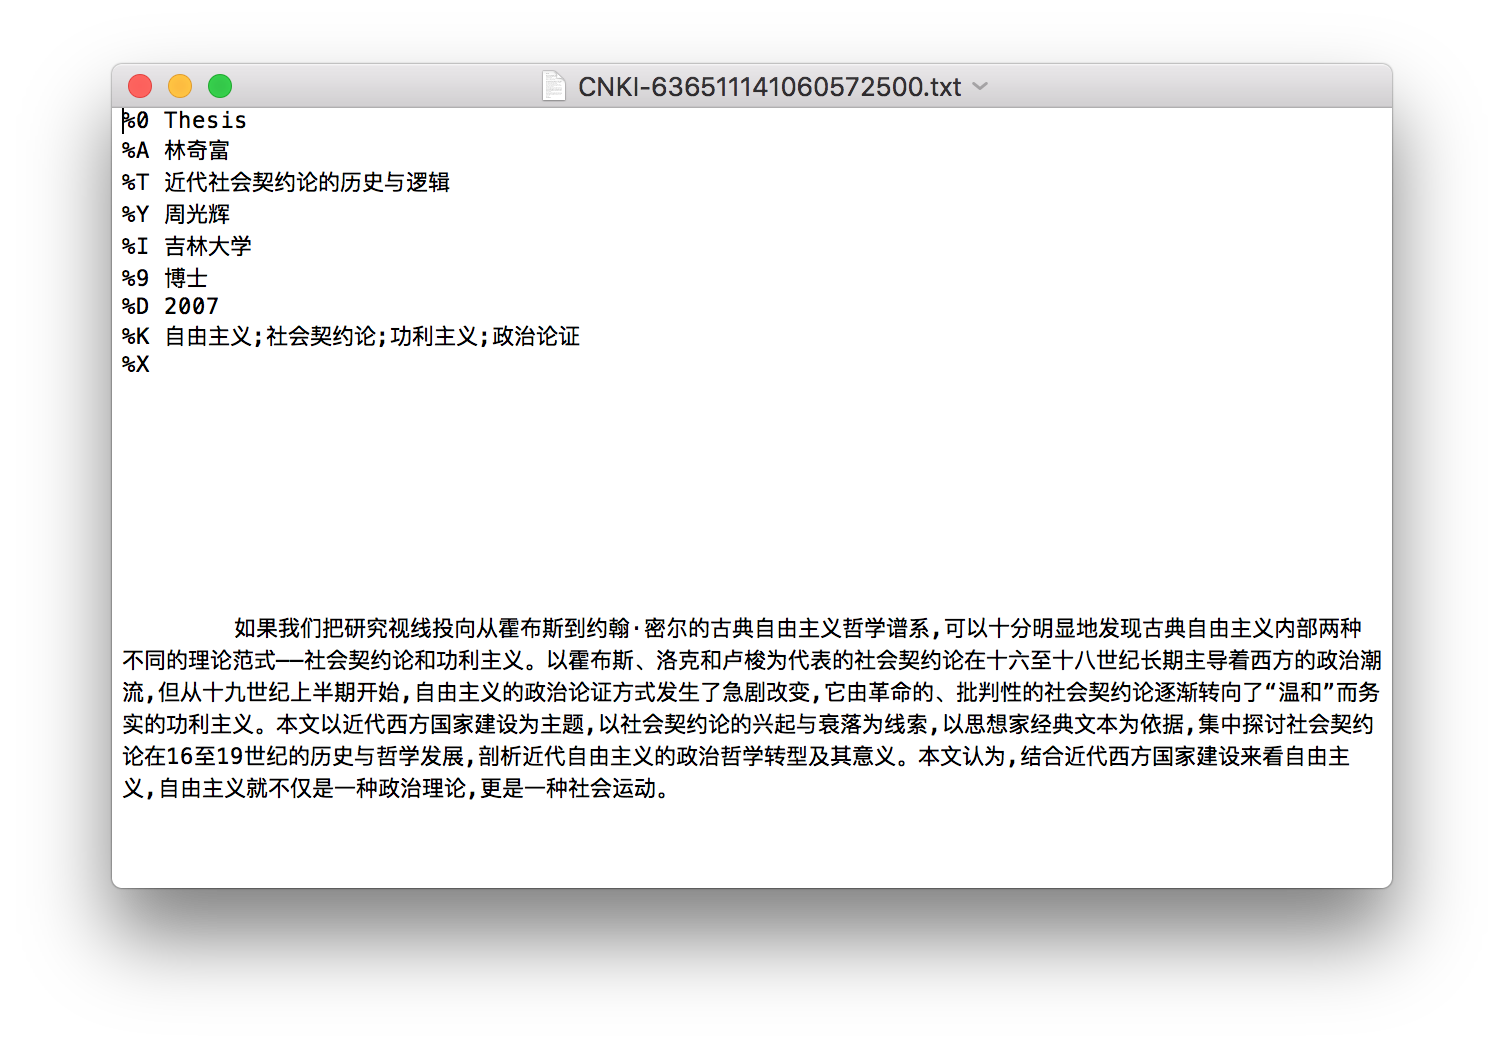 CNKI-636511141060572500.txt
%0 Thesis
%A 林奇富
%T 近代社会契约论的历史与逻辑
%Y 周光辉
%I 吉林大学
%9 博士
%D 2007
%K 自由主义;社会契约论;功利主义;政治论证
%X
如果我们把研究视线投向从霍布斯到约翰·密尔的古典自由主义哲学谱系,可以十分明显地发现古典自由主义内部两种
不同的理论范式——社会契约论和功利主义。以霍布斯、洛克和卢梭为代表的社会契约论在十六至十八世纪长期主导着西方的政治潮
流,但从十九世纪上半期开始,自由主义的政治论证方式发生了急剧改变,它由革命的、批判性的社会契约论逐渐转向了“温和”而务
实的功利主义。本文以近代西方国家建设为主题,以社会契约论的兴起与衰落为线索,以思想家经典文本为依据,集中探讨社会契约
论在16至19世纪的历史与哲学发展,剖析近代自由主义的政治哲学转型及其意义。本文认为,结合近代西方国家建设来看自由主
义,自由主义就不仅是一种政治理论,更是一种社会运动。